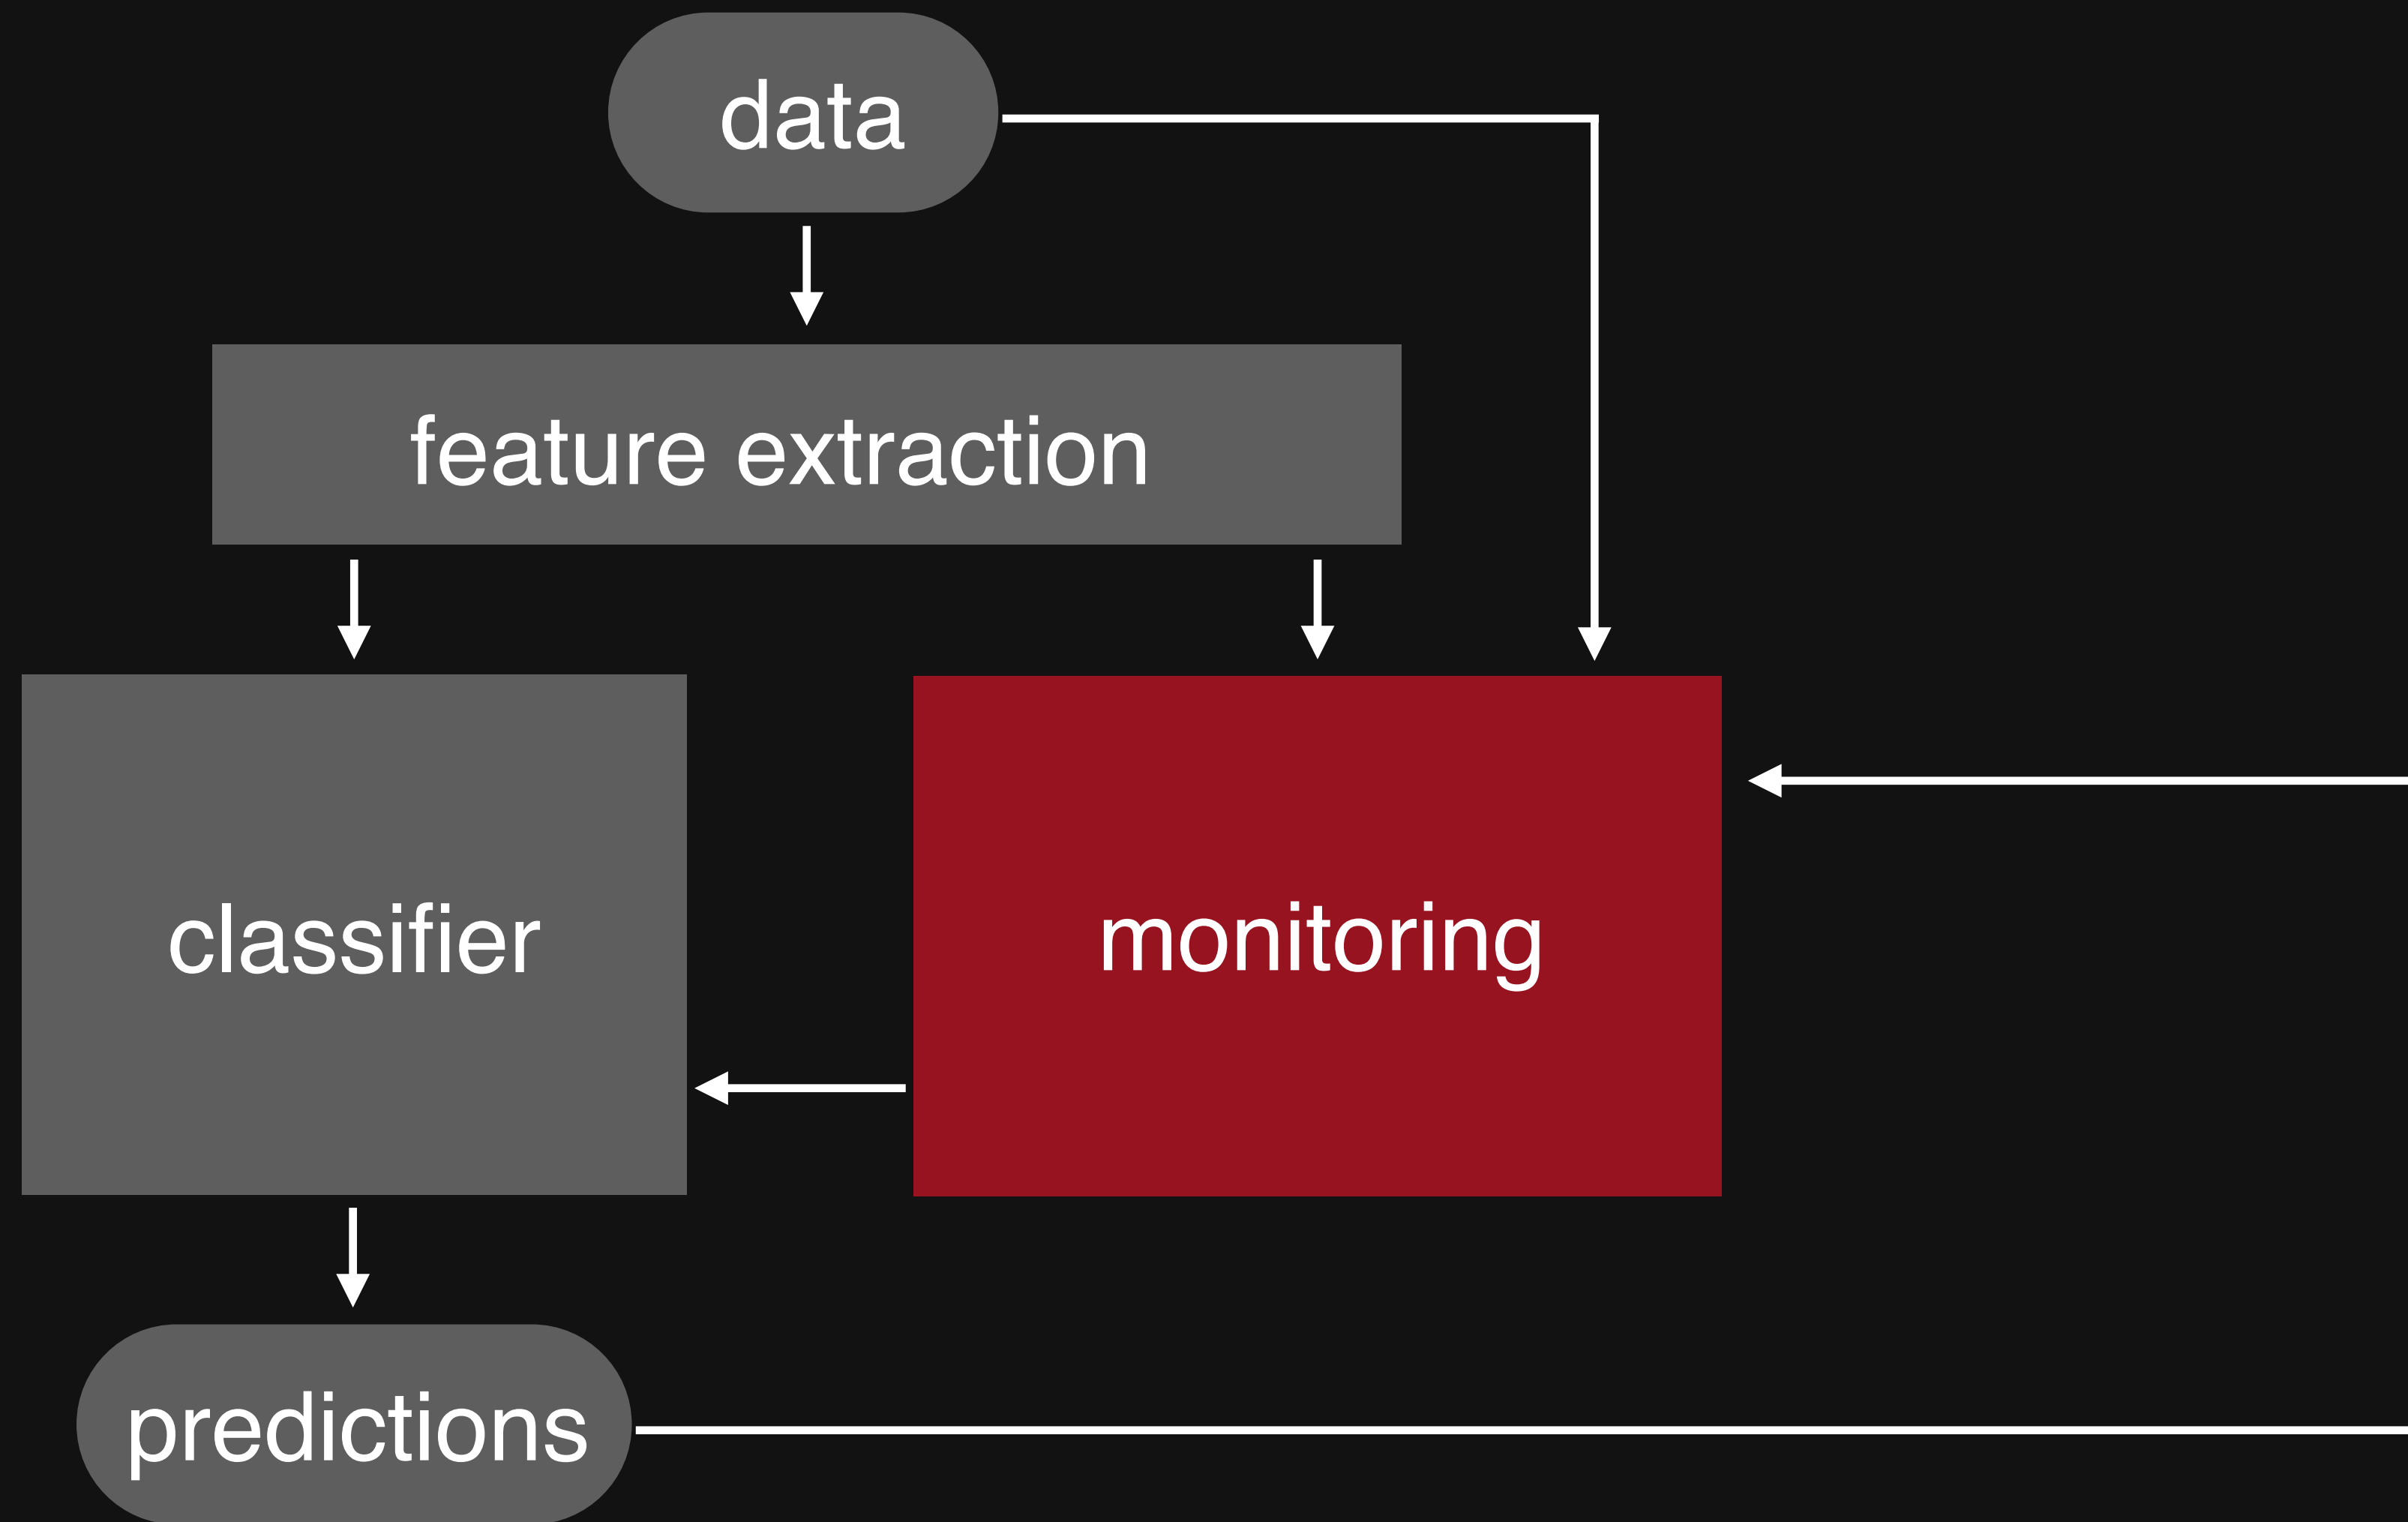 data
feature extraction
classifier
monitoring
predictions